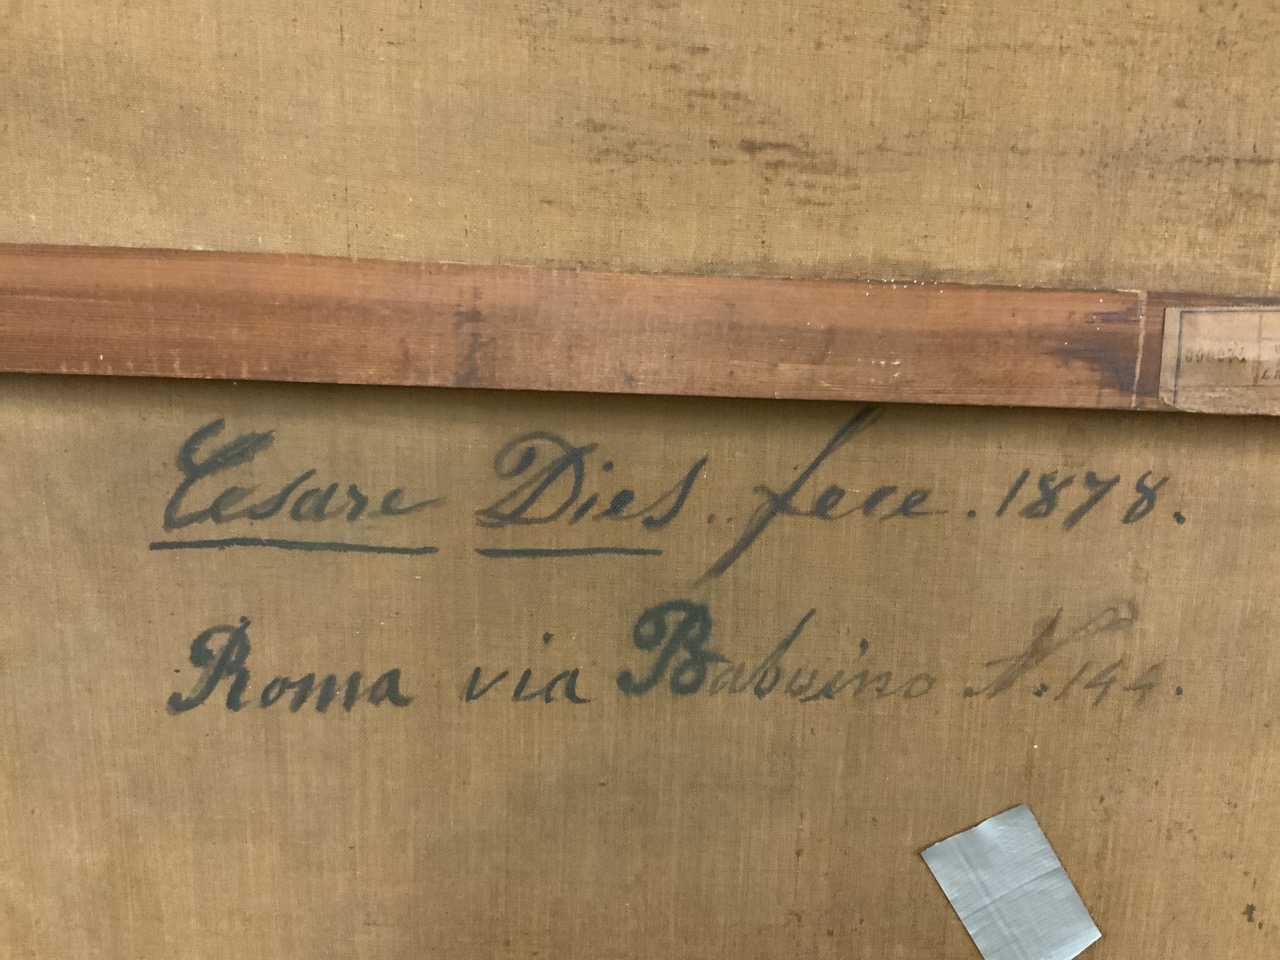 Cesare Dies.. fece. 1878.
Roma via Babuino N. 144.